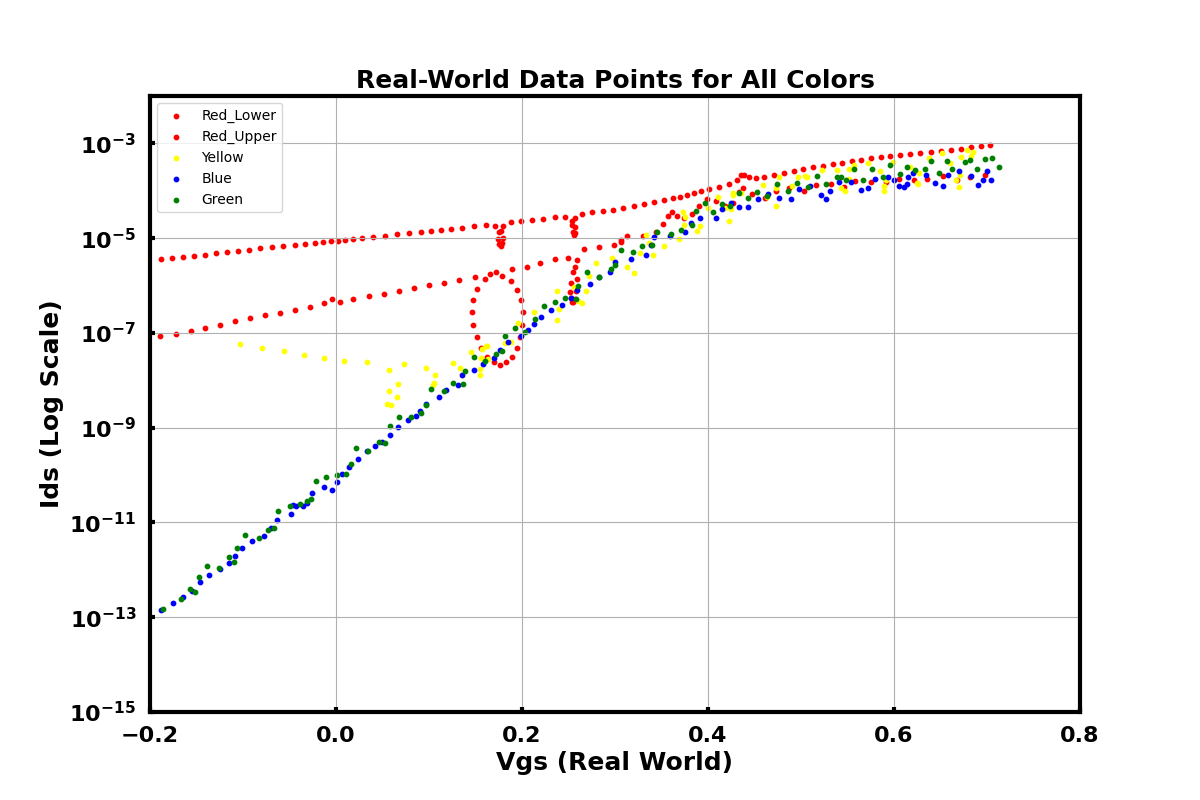 Real-World Data Points for All Colors
Red_Lower
Red_Upper
Yellow
Blue
Green
10⁻³
10⁻⁵
10⁻⁷
10⁻⁹
10⁻¹¹
10⁻¹³
10⁻¹⁵
Ids (Log Scale)
−0.2 0.0 0.2 0.4 0.6 0.8
Vgs (Real World)